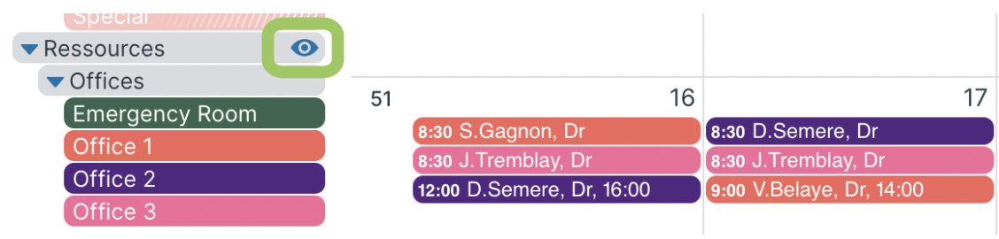 Special
Ressources
Offices
Emergency Room
Office 1
Office 2
Office 3
51
16
17
8:30 S.Gagnon, Dr
8:30 J.Tremblay, Dr
12:00 D.Semere, Dr, 16:00
8:30 D.Semere, Dr
8:30 J.Tremblay, Dr
9:00 V.Belaye, Dr, 14:00